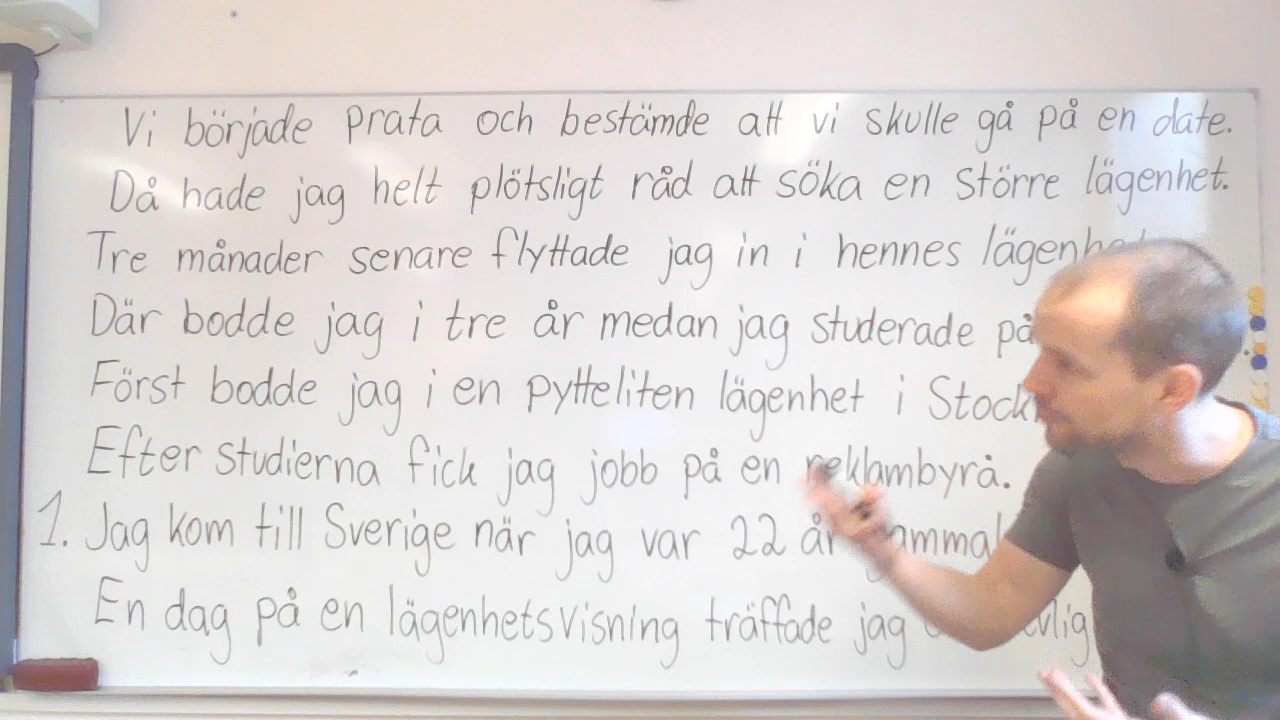 Vi började prata och bestämde att vi skulle gå på en date.
Då hade jag helt plötsligt råd att söka en större lägenhet.
Tre månader senare flyttade jag in i hennes
Där bodde jag i tre år medan jag studerade på
Först bodde jag i en pytteliten lägenhet i
Efter studierna fick jag jobb på en reklambyrå.
1. Jag kom till Sverige när jag var 22 år gammal
En dag på en lägenhetsvisning träffade jag